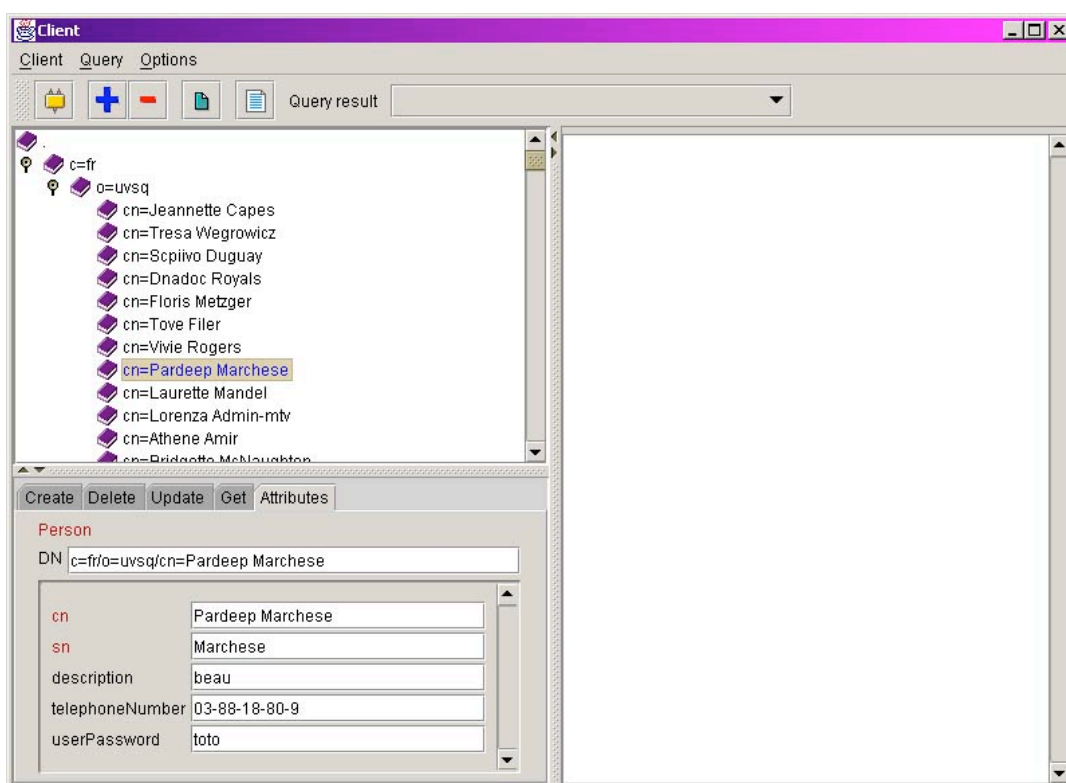 Client
Client Query Options
Query result
.
c=fr
o=uvsq
cn=Jeannette Capes
cn=Tresa Wegrowicz
cn=Scpiivo Duguay
cn=Dnadoc Royals
cn=Floris Metzger
cn=Tove Filer
cn=Vivie Rogers
cn=Pardeep Marchese
cn=Laurette Mandel
cn=Lorenza Admin-mtv
cn=Athene Amir
cn=Bridgette McNaughton
Create Delete Update Get Attributes
Person
DN c=fr/o=uvsq/cn=Pardeep Marchese
cn Pardeep Marchese
sn Marchese
description beau
telephoneNumber 03-88-18-80-9
userPassword toto